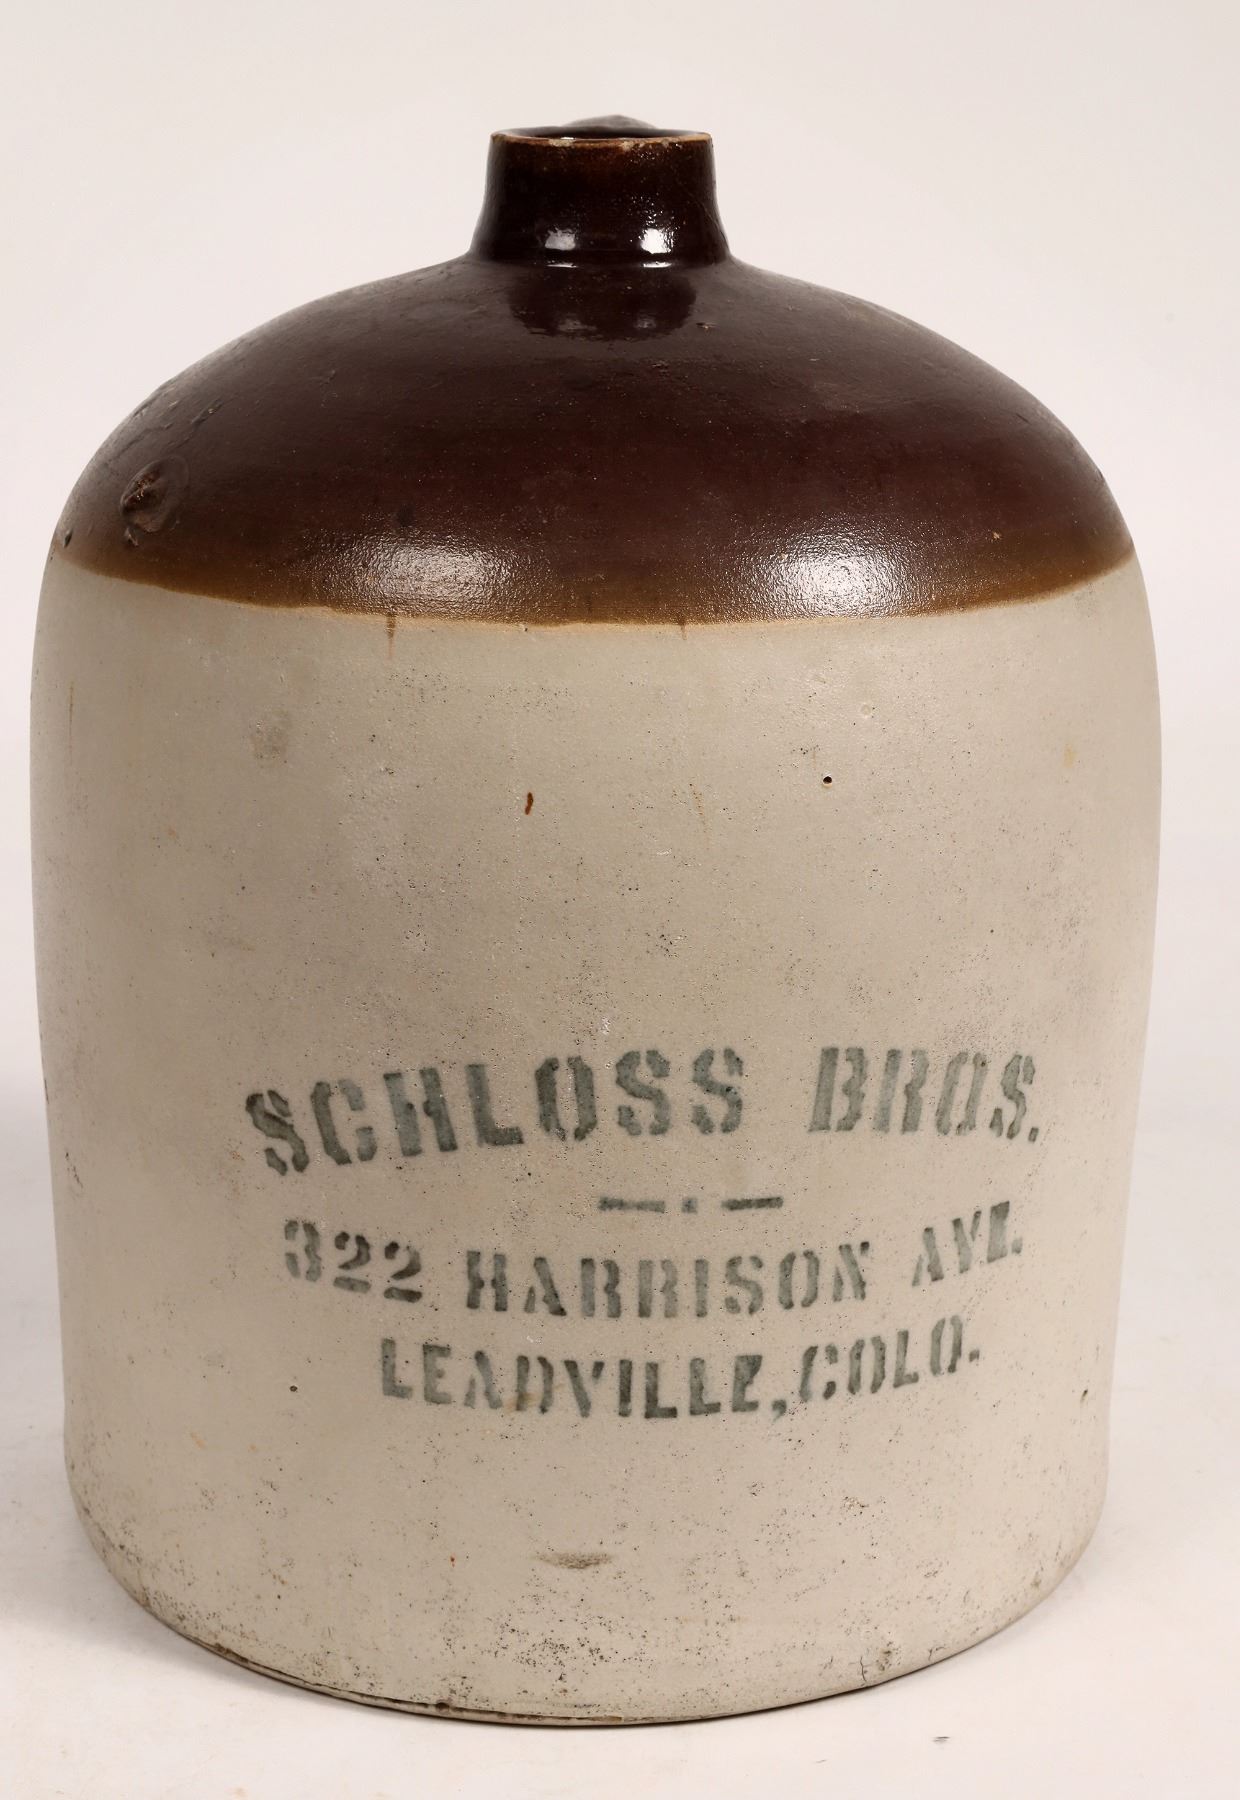 SCHLOSS BROS.
322 HARRISON AVE.
LEADVILLE, COLO.